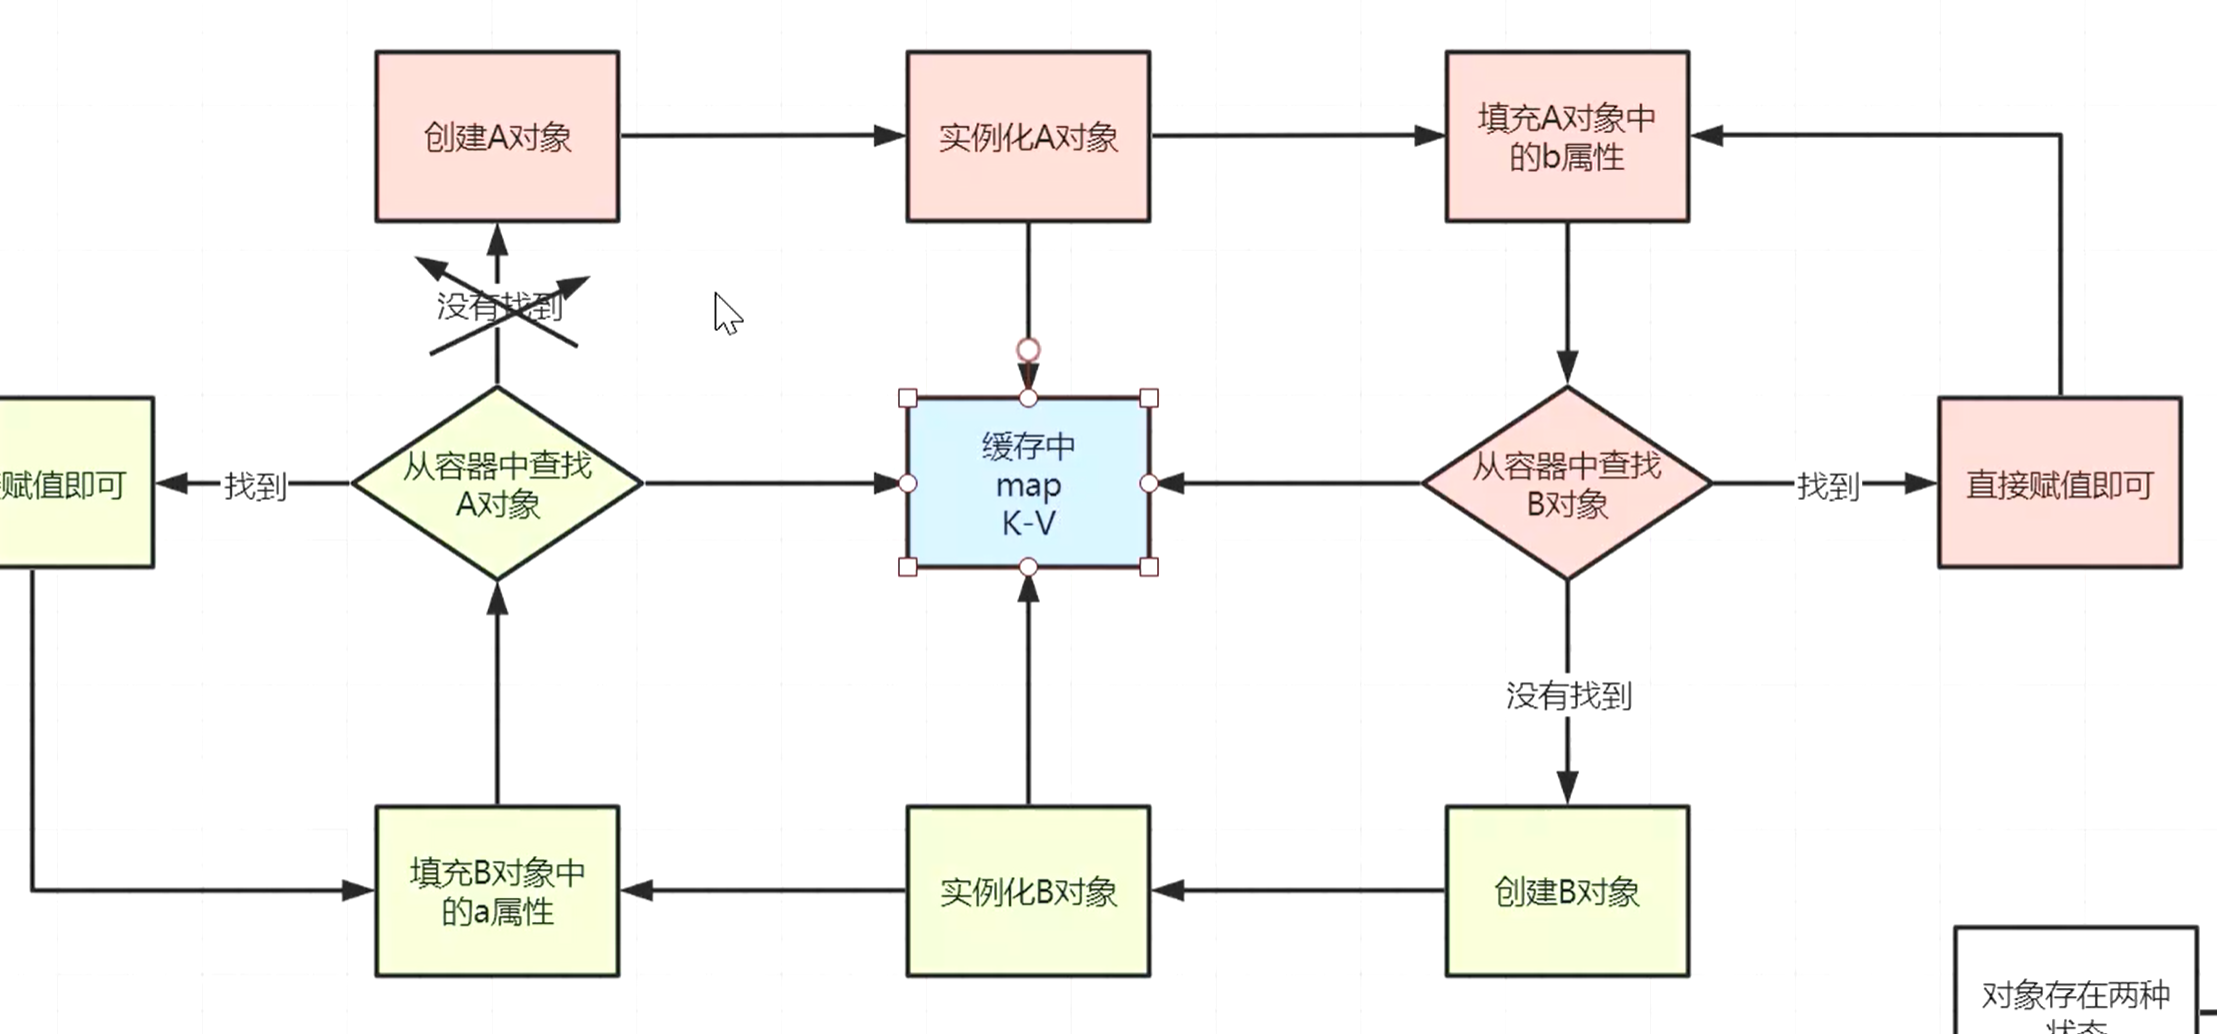 创建A对象
实例化A对象
填充A对象中
的b属性
没有找到
赋值即可
找到
从容器中查找
A对象
缓存中
map
K-V
从容器中查找
B对象
找到
直接赋值即可
没有找到
填充B对象中
的a属性
实例化B对象
创建B对象
对象存在两种
状态